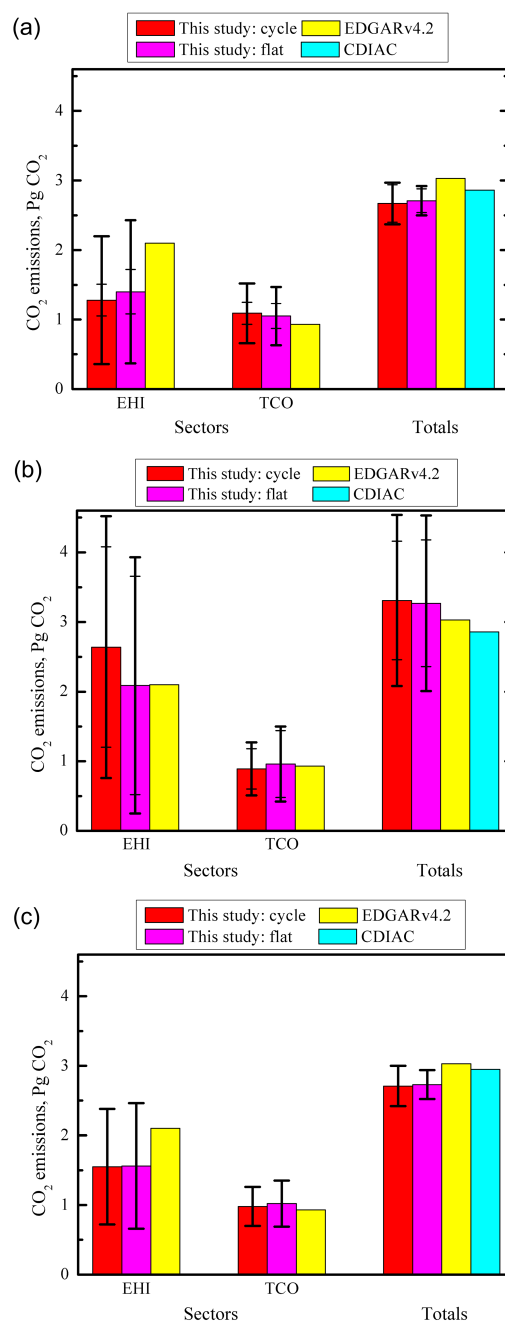 (a)
This study: cycle EDGARv4.2
This study: flat CDIAC
CO2 emissions, Pg CO2
4
3
2
1
0
EHI TCO
Sectors Totals
(b)
This study: cycle EDGARv4.2
This study: flat CDIAC
CO2 emissions, Pg CO2
4
3
2
1
0
EHI TCO
Sectors Totals
(c)
This study: cycle EDGARv4.2
This study: flat CDIAC
CO2 emissions, Pg CO2
4
3
2
1
0
EHI TCO
Sectors Totals